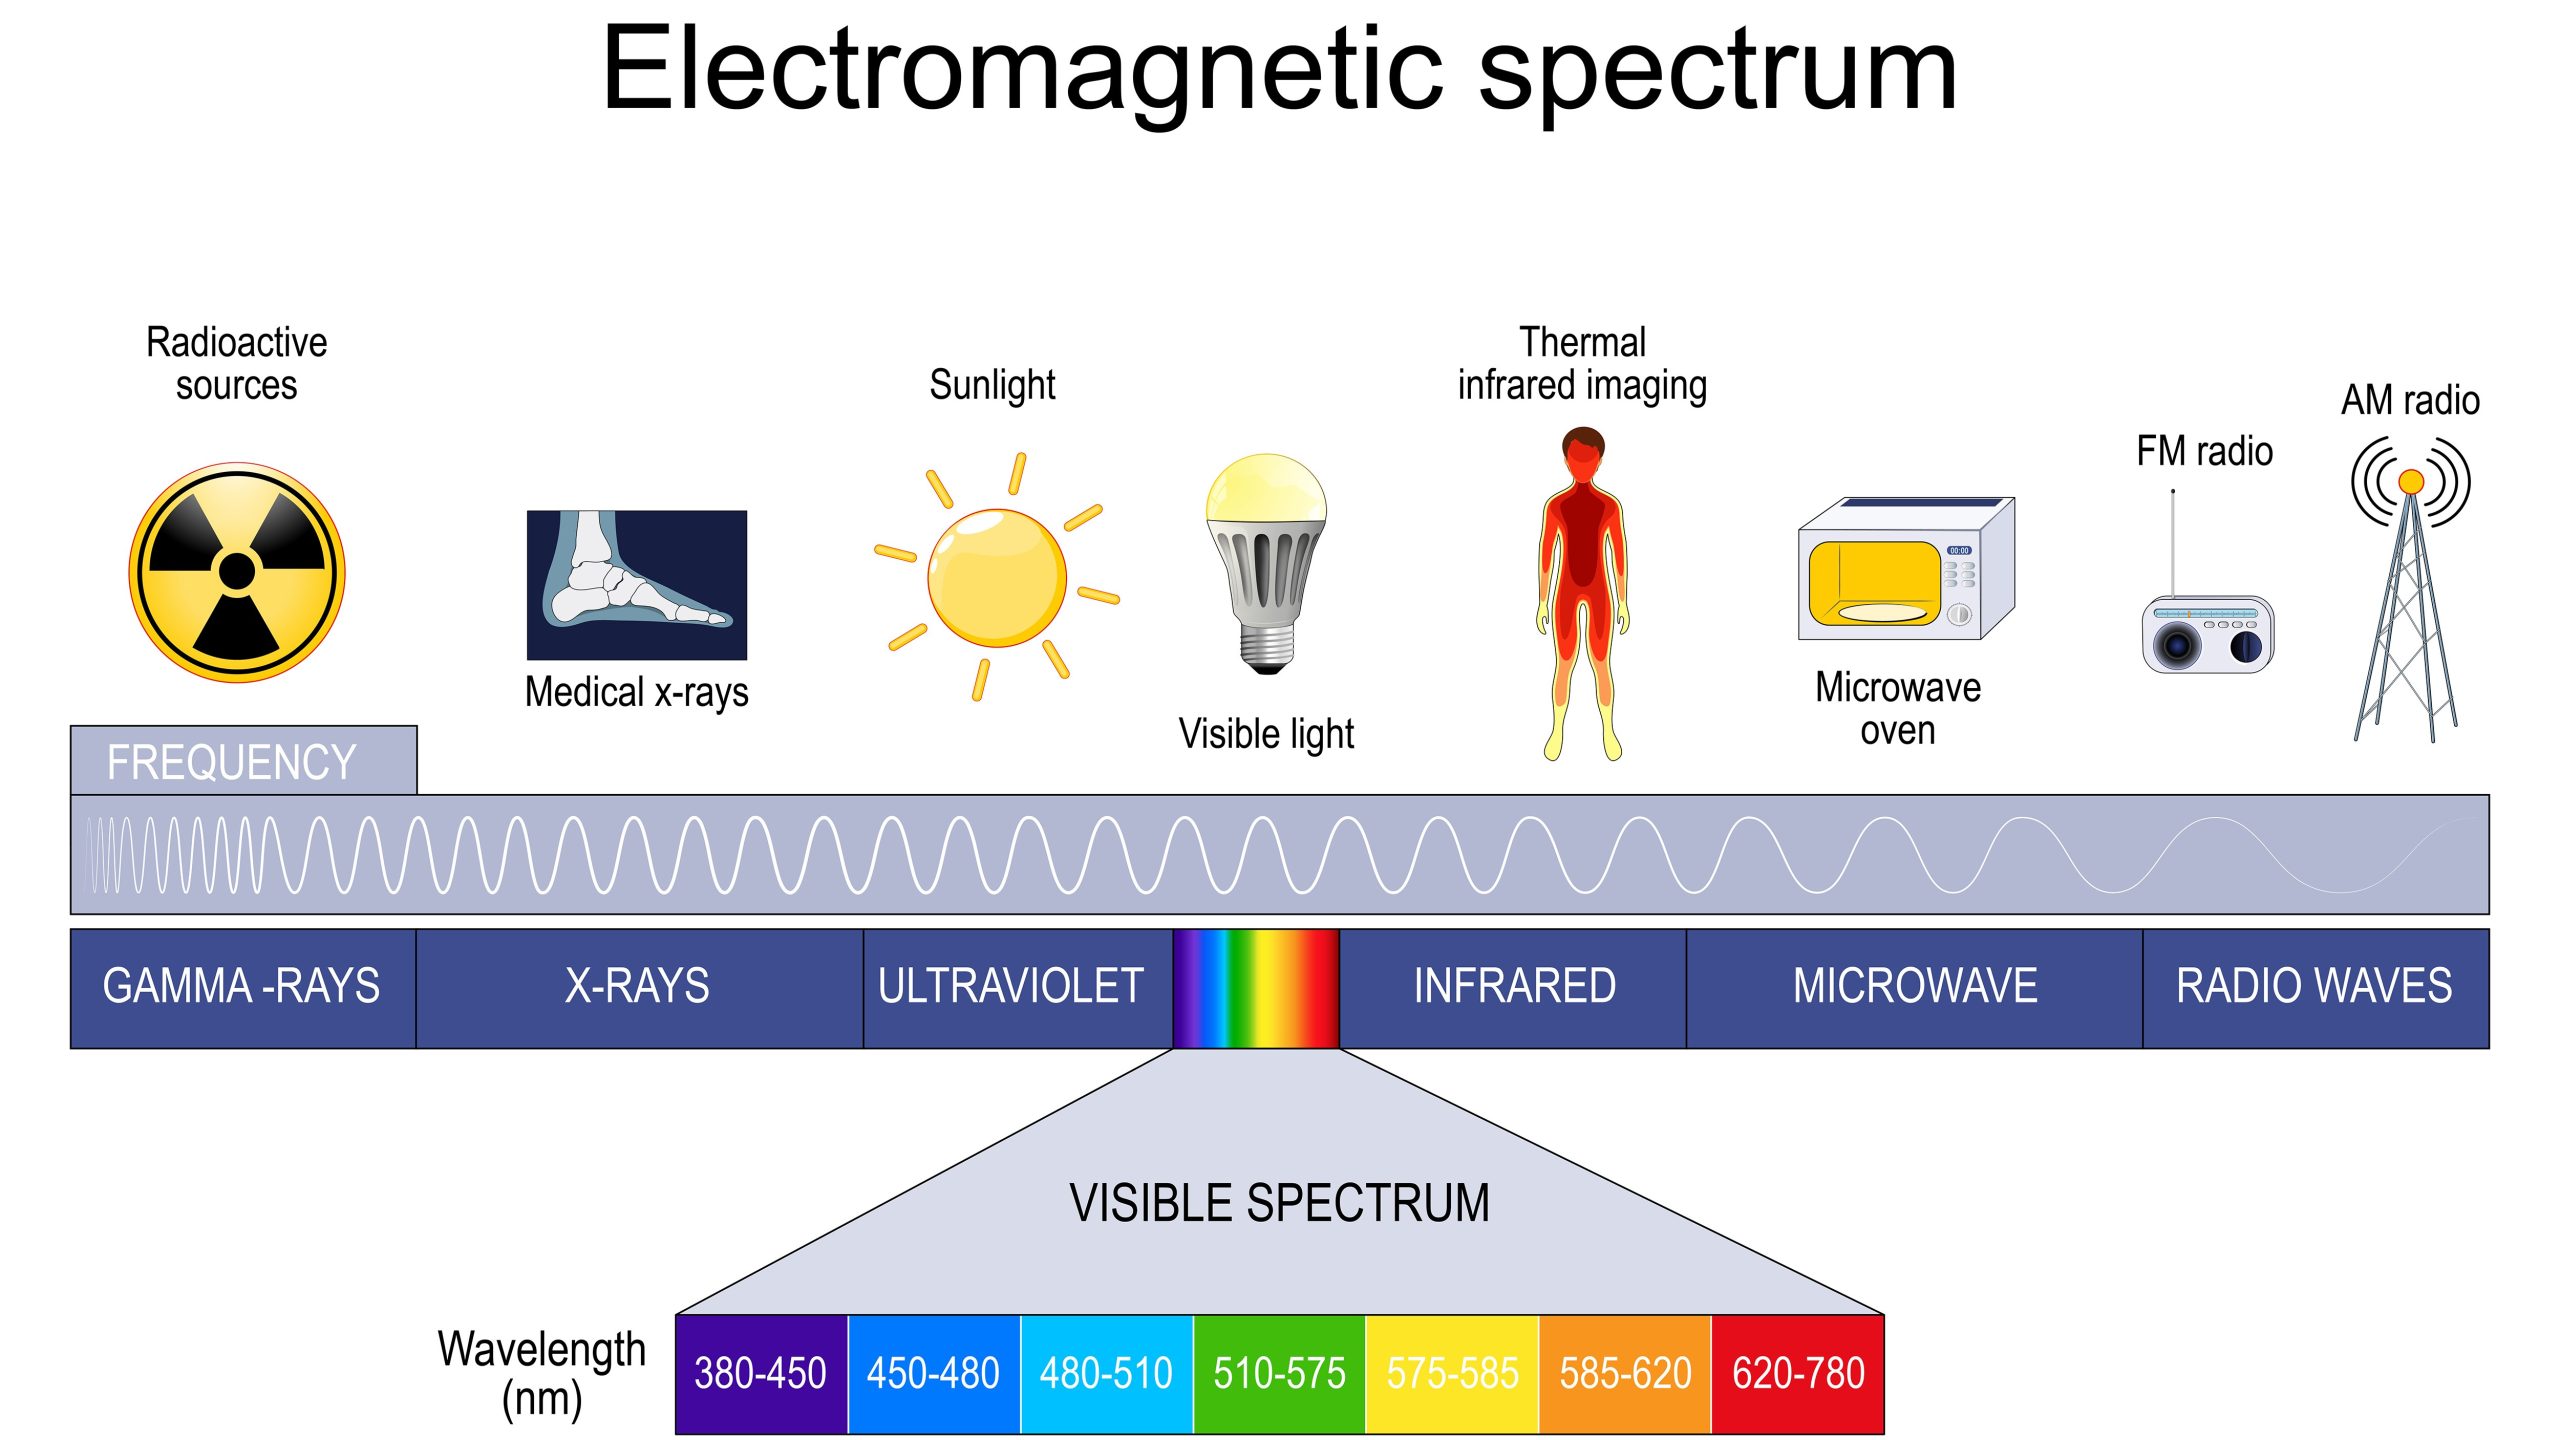 Electromagnetic spectrum
Radioactive
sources
Medical x-rays
Sunlight
Visible light
Thermal
infrared imaging
00:00
Microwave
oven
FM radio
AM radio
FREQUENCY
GAMMA -RAYS
X-RAYS
ULTRAVIOLET
INFRARED
MICROWAVE
RADIO WAVES
VISIBLE SPECTRUM
Wavelength
(nm)
380-450
450-480
480-510
510-575
575-585
585-620
620-780